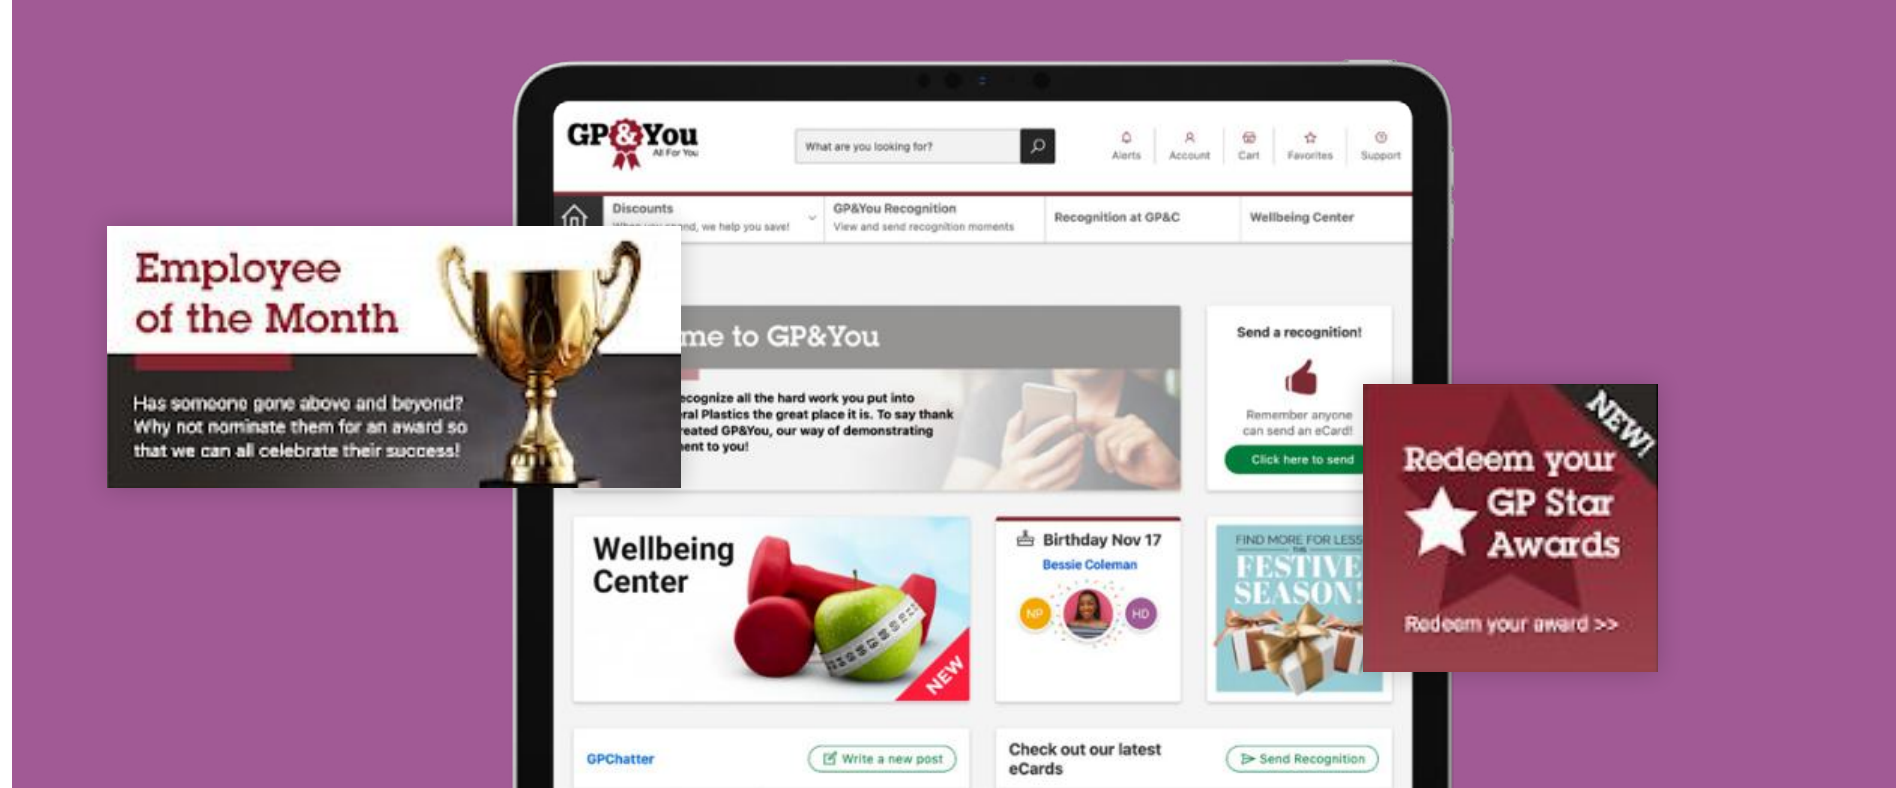 GP&You
All For You
What are you looking for?
Alerts
Account
Cart
Favorites
Support
Discounts
we help you save!
GP&You Recognition
View and send recognition moments
Recognition at GP&C
Wellbeing Center
Employee
of the Month
Has someone gone above and beyond?
Why not nominate them for an award so
that we can all celebrate their success!
me to GP&You
ecognize all the hard work you put into
ral Plastics the great place it is. To say thank
eated GP&You, our way of demonstrating
ent to you!
Send a recognition!
Remember anyone
can send an eCard!
Click here to send
NEW!
Redeem your
GP Star
Awards
Redeem your award >>
Wellbeing
Center
NEW
Birthday Nov 17
Bessie Coleman
NP
HD
FIND MORE FOR LESS
THIS
FESTIVE
SEASON!
GPChatter
Write a new post
Check out our latest
eCards
Send Recognition